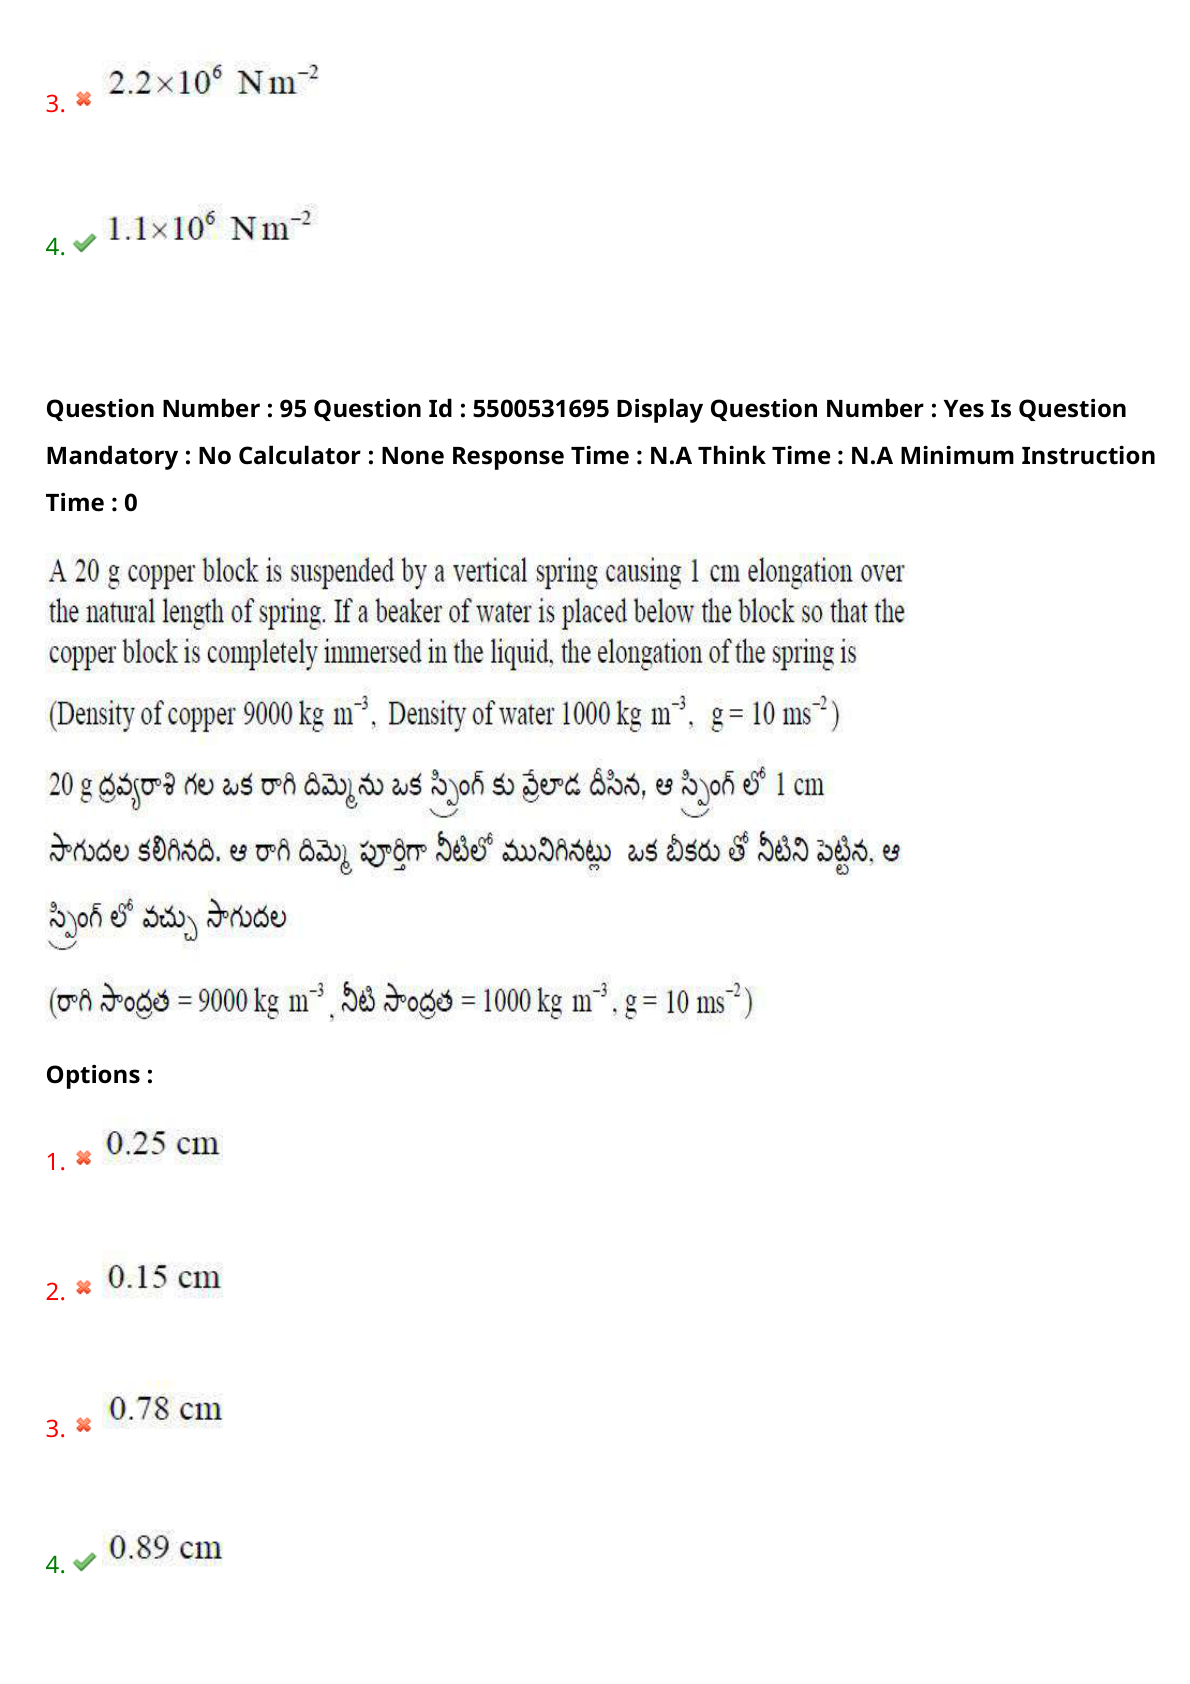 3. 2.2×10⁶ N m⁻²
4. 1.1×10⁶ N m⁻²
Question Number : 95 Question Id : 5500531695 Display Question Number : Yes Is Question
Mandatory : No Calculator : None Response Time : N.A Think Time : N.A Minimum Instruction
Time : 0
A 20 g copper block is suspended by a vertical spring causing 1 cm elongation over
the natural length of spring. If a beaker of water is placed below the block so that the
copper block is completely immersed in the liquid, the elongation of the spring is
(Density of copper 9000 kg m⁻³, Density of water 1000 kg m⁻³, g = 10 ms⁻²)
20 g ద్రవ్యరాశి గల ఒక రాగి దిమ్మెను ఒక స్ప్రింగ్ కు వ్రేలాడ దీసిన, ఆ స్ప్రింగ్ లో 1 cm
సాగుదల కలిగినది. ఆ రాగి దిమ్మె పూర్తిగా నీటిలో మునిగినట్లు ఒక బీకరు తో నీటిని పెట్టిన, ఆ
స్ప్రింగ్ లో వచ్చు సాగుదల
(రాగి సాంద్రత = 9000 kg m⁻³, నీటి సాంద్రత = 1000 kg m⁻³, g = 10 ms⁻²)
Options :
1. 0.25 cm
2. 0.15 cm
3. 0.78 cm
4. 0.89 cm